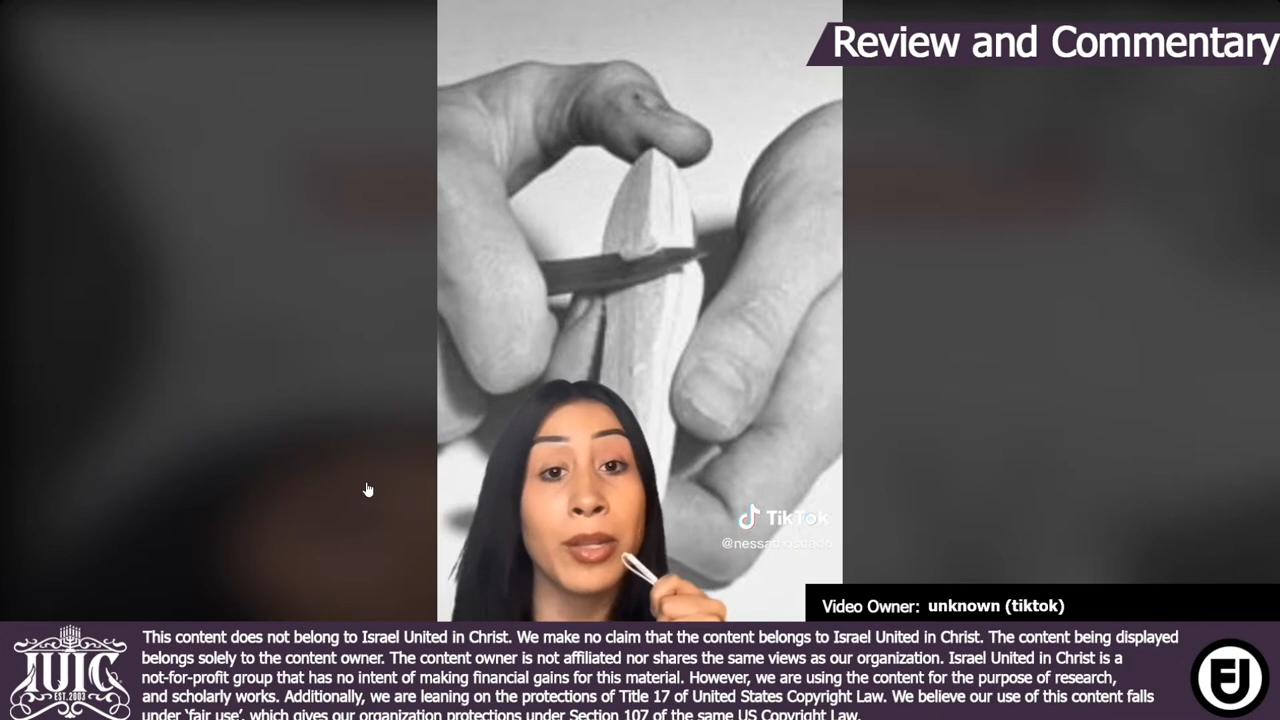 Review and Commentary
TikTok
Video Owner: unknown (tiktok)
This content does not belong to Israel United in Christ. We make no claim that the content belongs to Israel United in Christ. The content being displayed
belongs solely to the content owner. The content owner is not affiliated nor shares the same views as our organization. Israel United in Christ is a
not-for-profit group that has no intent of making financial gains for this material. However, we are using the content for the purpose of research,
and scholarly works. Additionally, we are leaning on the protections of Title 17 of United States Copyright Law. We believe our use of this content falls
under 'fair use', which gives our organization protections under Section 107 of the same US Copyright Law.
IUIC
EST.2003